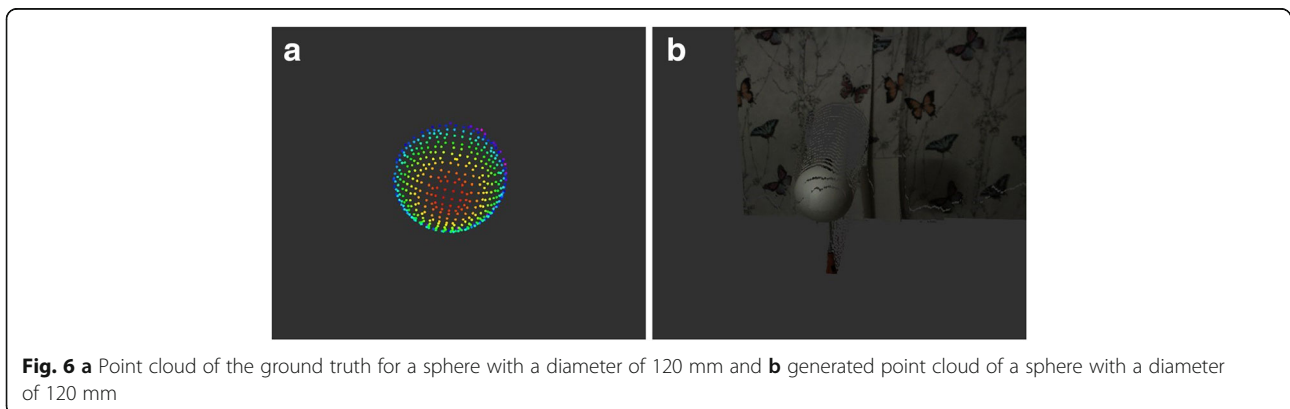 a
b
Fig. 6 a Point cloud of the ground truth for a sphere with a diameter of 120 mm and b generated point cloud of a sphere with a diameter
of 120 mm